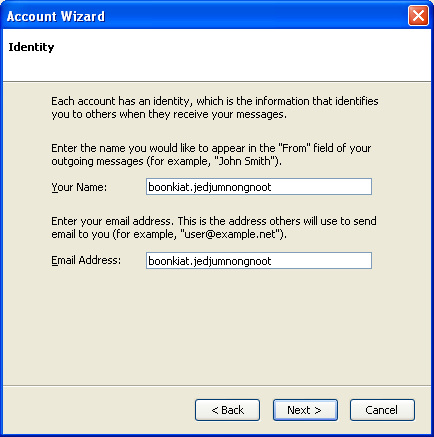 Account Wizard
Identity
Each account has an identity, which is the information that identifies
you to others when they receive your messages.
Enter the name you would like to appear in the "From" field of your
outgoing messages (for example, "John Smith").
Your Name: boonkiat.jedjumnongnoot
Enter your email address. This is the address others will use to send
email to you (for example, "user@example.net").
Email Address: boonkiat.jedjumnongnoot
< Back Next > Cancel